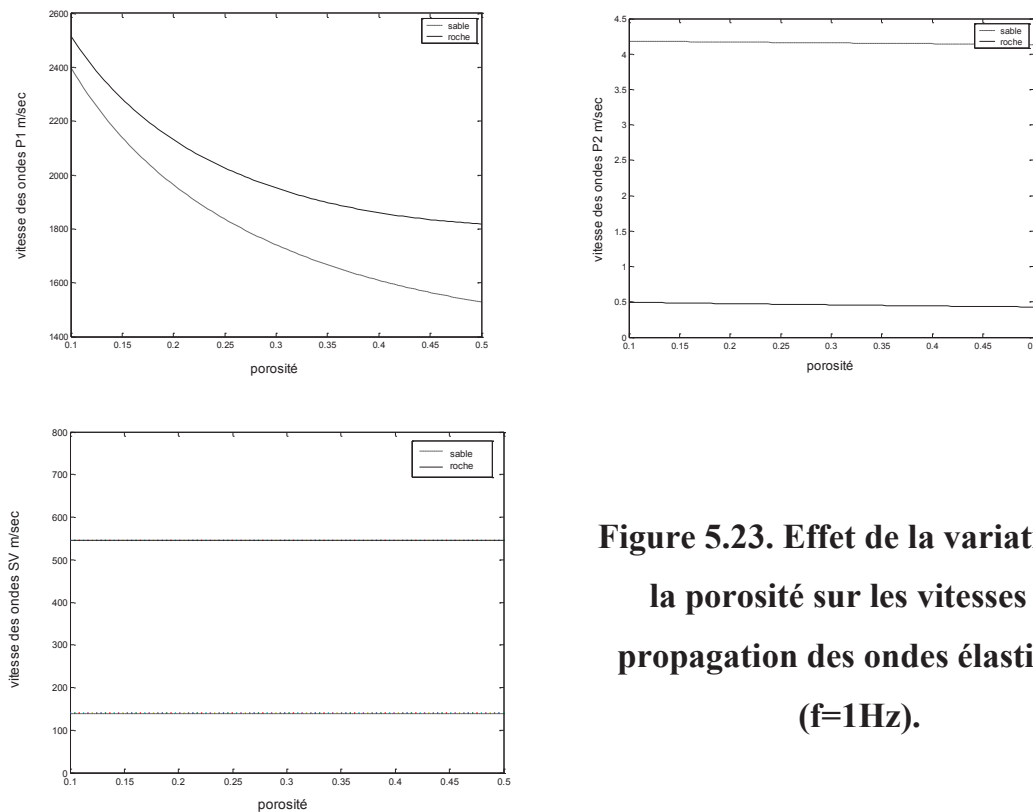 2600
2400
2200
2000
1800
1600
1400
0.1 0.15 0.2 0.25 0.3 0.35 0.4 0.45 0.5
vitesse des ondes P1 m/sec
porosité
sable
roche
4.5
4
3.5
3
2.5
2
1.5
1
0.5
0
0.1 0.15 0.2 0.25 0.3 0.35 0.4 0.45
vitesse des ondes P2 m/sec
porosité
sable
roche
800
700
600
500
400
300
200
100
0
0.1 0.15 0.2 0.25 0.3 0.35 0.4 0.45 0.5
vitesse des ondes SV m/sec
porosité
sable
roche
Figure 5.23. Effet de la variati
la porosité sur les vitesses
propagation des ondes élasti
(f=1Hz).